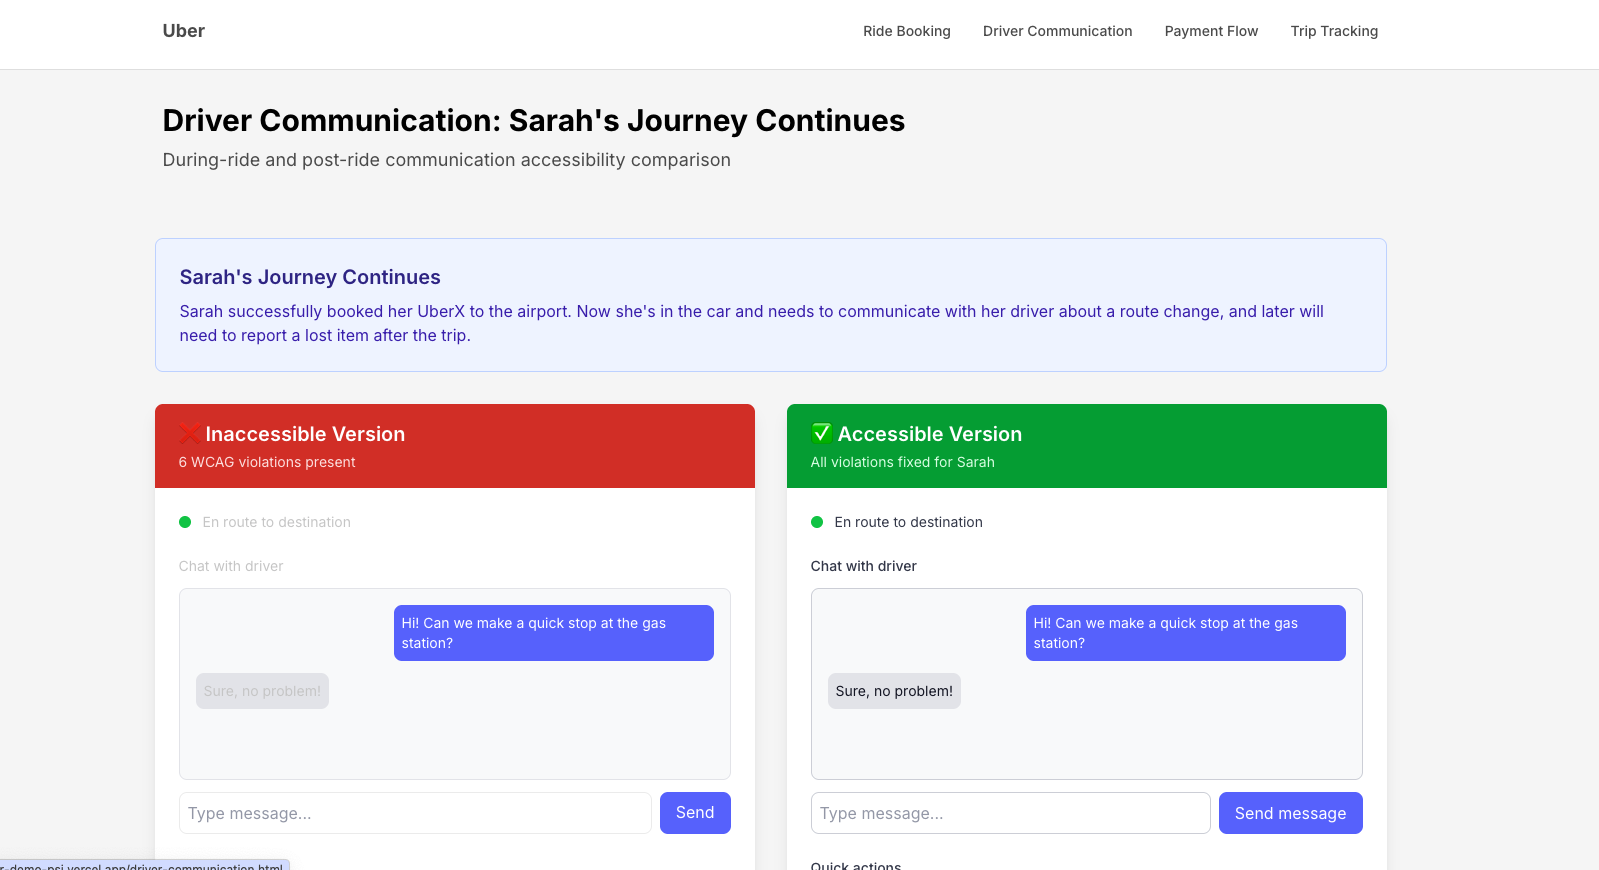 Uber
Ride Booking
Driver Communication
Payment Flow
Trip Tracking
Driver Communication: Sarah's Journey Continues
During-ride and post-ride communication accessibility comparison
Sarah's Journey Continues
Sarah successfully booked her UberX to the airport. Now she's in the car and needs to communicate with her driver about a route change, and later will
need to report a lost item after the trip.
❌ Inaccessible Version
6 WCAG violations present
En route to destination
Chat with driver
Hi! Can we make a quick stop at the gas
station?
Sure, no problem!
Type message...
Send
✅ Accessible Version
All violations fixed for Sarah
En route to destination
Chat with driver
Hi! Can we make a quick stop at the gas
station?
Sure, no problem!
Type message...
Send message
Quick actions
r-demo-psi.vercel.app/driver-communication.html